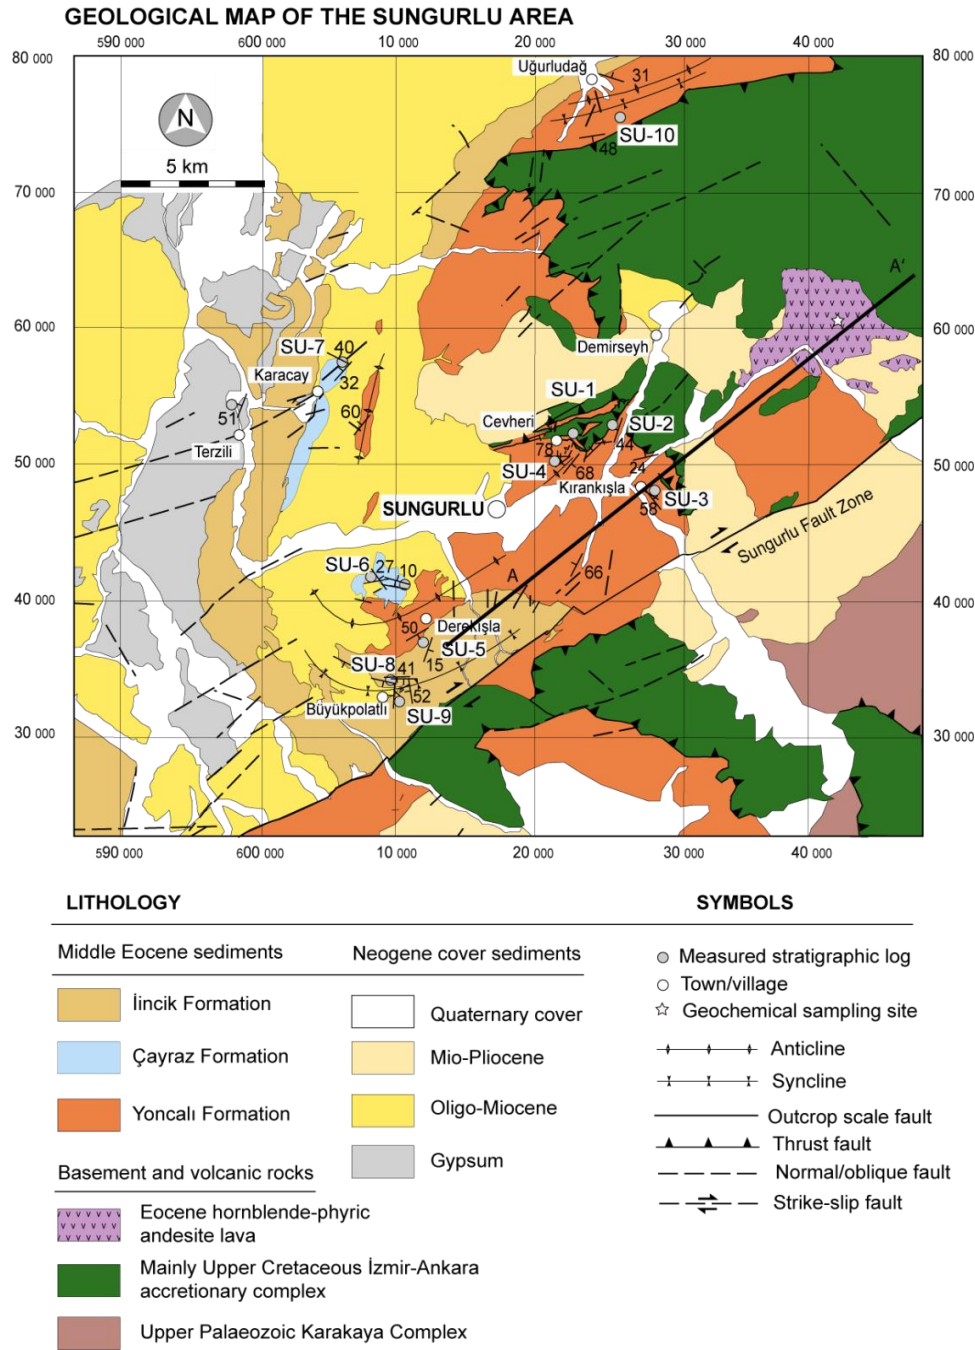 GEOLOGICAL MAP OF THE SUNGURLU AREA
590 000 600 000 10 000 20 000 30 000 40 000
80 000 80 000
Uğurludağ
31
SU-10
48
N
5 km
70 000 70 000
A'
60 000 60 000
Demirseyh
SU-7 40
Karacay
32
SU-1
51
60
Cevheri
SU-2
Terzili
78 44
50 000 50 000
SU-4 68 24
Kırankışla
SU-3
58
SUNGURLU
Sungurlu Fault Zone
SU-6 27 10
66
A
40 000 40 000
50 Derekışla
SU-5
15
SU-8 41
52
Büyükpolatlı
SU-9
30 000 30 000
590 000 600 000 10 000 20 000 30 000 40 000
LITHOLOGY
SYMBOLS
Middle Eocene sediments
İincik Formation
Çayraz Formation
Yoncalı Formation
Basement and volcanic rocks
Eocene hornblende-phyric
andesite lava
Mainly Upper Cretaceous İzmir-Ankara
accretionary complex
Upper Palaeozoic Karakaya Complex
Neogene cover sediments
Quaternary cover
Mio-Pliocene
Oligo-Miocene
Gypsum
Measured stratigraphic log
Town/village
Geochemical sampling site
Anticline
Syncline
Outcrop scale fault
Thrust fault
Normal/oblique fault
Strike-slip fault